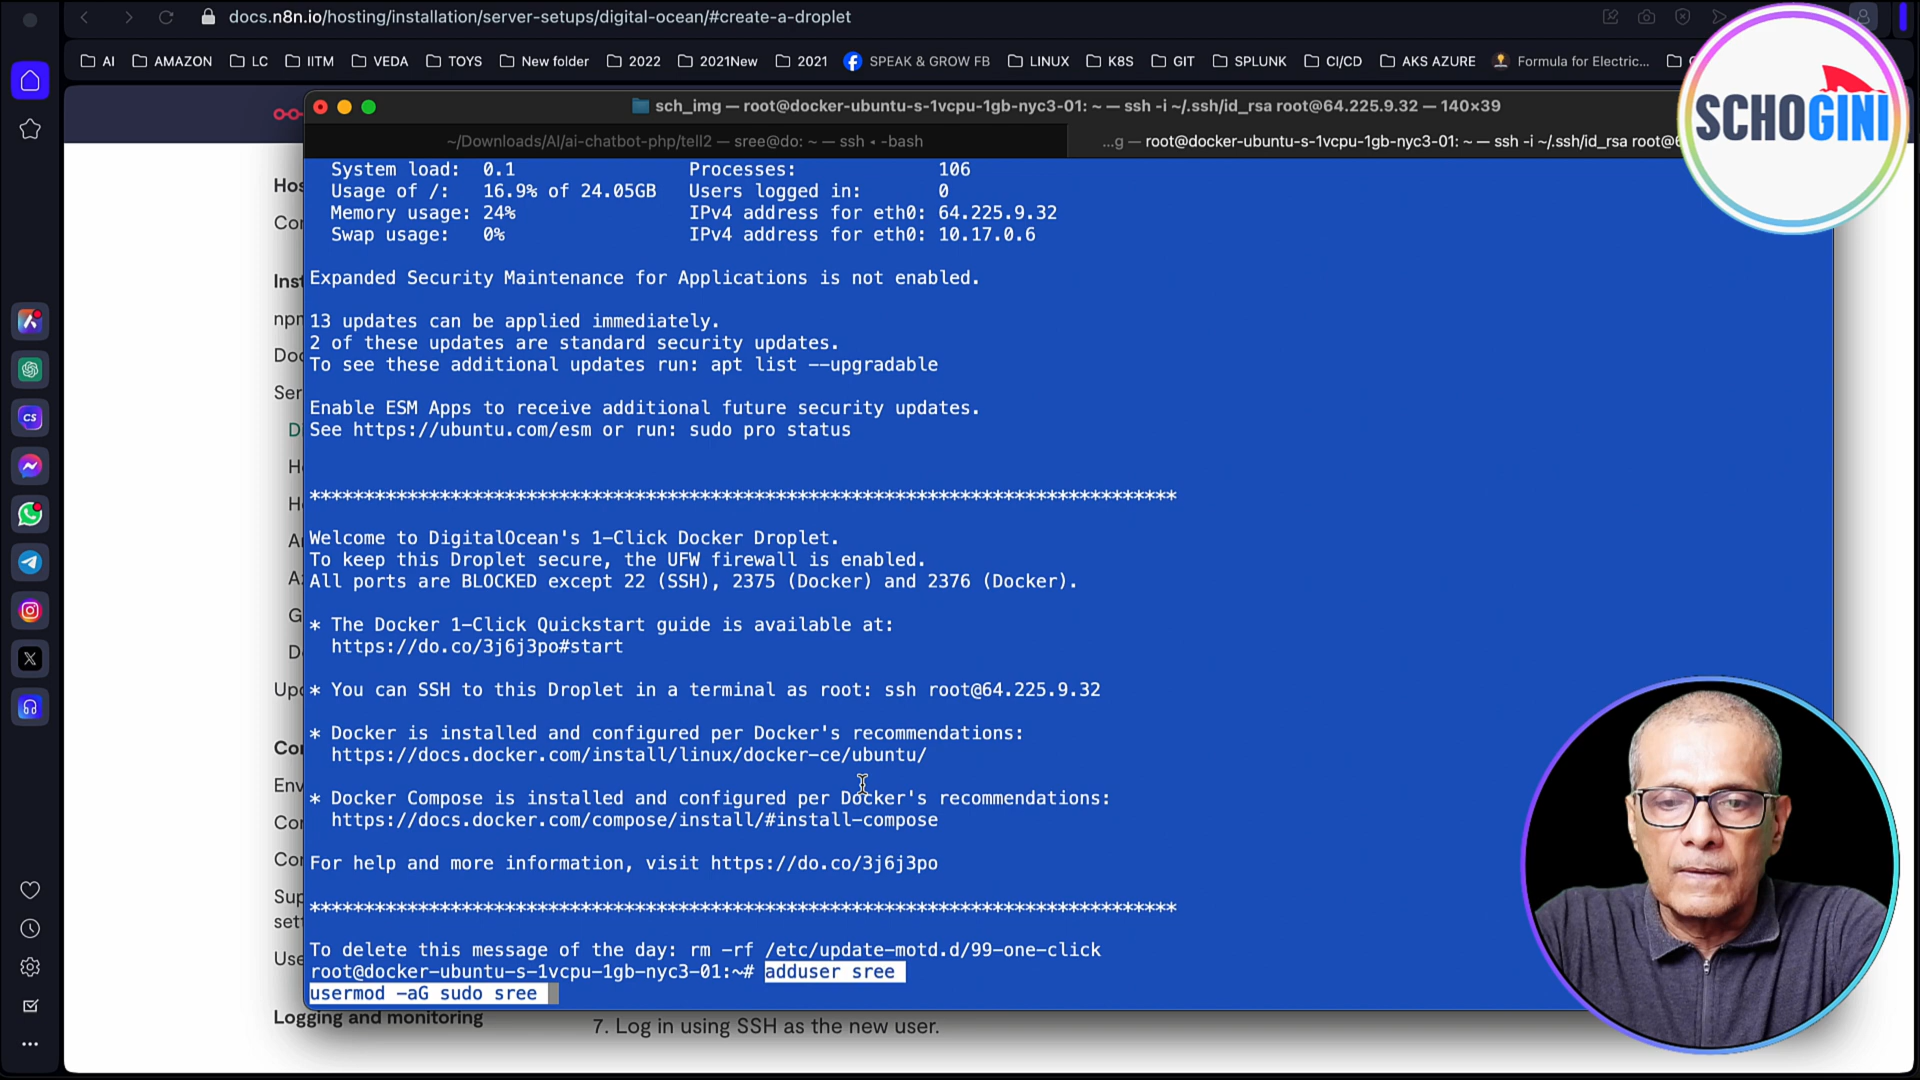 docs.n8n.io/hosting/installation/server-setups/digital-ocean/#create-a-droplet
AI
AMAZON
LC
IITM
VEDA
TOYS
New folder
2022
2021New
2021
SPEAK & GROW FB
LINUX
K8S
GIT
SPLUNK
CI/CD
AKS AZURE
Formula for Electric...
SCHOGINI
sch_img — root@docker-ubuntu-s-1vcpu-1gb-nyc3-01: ~ — ssh -i ~/.ssh/id_rsa root@64.225.9.32 — 140×39
~/Downloads/AI/ai-chatbot-php/tell2 — sree@do: ~ — ssh ◂ -bash
...g — root@docker-ubuntu-s-1vcpu-1gb-nyc3-01: ~ — ssh -i ~/.ssh/id_rsa root@6
System load: 0.1 Processes: 106
Usage of /: 16.9% of 24.05GB Users logged in: 0
Memory usage: 24% IPv4 address for eth0: 64.225.9.32
Swap usage: 0% IPv4 address for eth0: 10.17.0.6
Expanded Security Maintenance for Applications is not enabled.
13 updates can be applied immediately.
2 of these updates are standard security updates.
To see these additional updates run: apt list --upgradable
Enable ESM Apps to receive additional future security updates.
See https://ubuntu.com/esm or run: sudo pro status
********************************************************************************
Welcome to DigitalOcean's 1-Click Docker Droplet.
To keep this Droplet secure, the UFW firewall is enabled.
All ports are BLOCKED except 22 (SSH), 2375 (Docker) and 2376 (Docker).
* The Docker 1-Click Quickstart guide is available at:
https://do.co/3j6j3po#start
* You can SSH to this Droplet in a terminal as root: ssh root@64.225.9.32
* Docker is installed and configured per Docker's recommendations:
https://docs.docker.com/install/linux/docker-ce/ubuntu/
* Docker Compose is installed and configured per Docker's recommendations:
https://docs.docker.com/compose/install/#install-compose
For help and more information, visit https://do.co/3j6j3po
********************************************************************************
To delete this message of the day: rm -rf /etc/update-motd.d/99-one-click
root@docker-ubuntu-s-1vcpu-1gb-nyc3-01:~# adduser sree
usermod -aG sudo sree
Logging and monitoring
7. Log in using SSH as the new user.